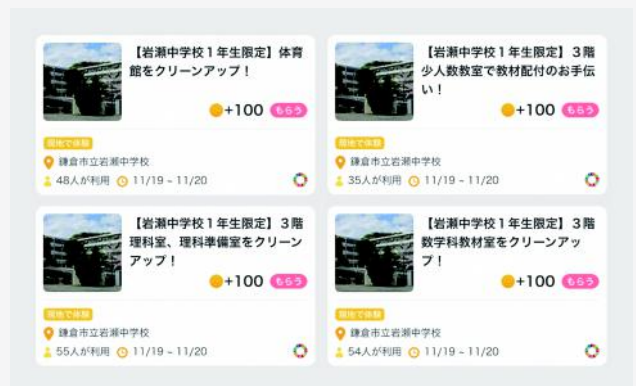 【岩瀬中学校1年生限定】体育
館をクリーンアップ!
+100 もらう
現地で体験
鎌倉市立岩瀬中学校
48人が利用 11/19 ~ 11/20
【岩瀬中学校1年生限定】3階
少人数教室で教材配付のお手伝
い!
+100 もらう
現地で体験
鎌倉市立岩瀬中学校
35人が利用 11/19 ~ 11/20
【岩瀬中学校1年生限定】3階
理科室、理科準備室をクリーン
アップ!
+100 もらう
現地で体験
鎌倉市立岩瀬中学校
55人が利用 11/19 ~ 11/20
【岩瀬中学校1年生限定】3階
数学科教材室をクリーンアッ
プ!
+100 もらう
現地で体験
鎌倉市立岩瀬中学校
54人が利用 11/19 ~ 11/20